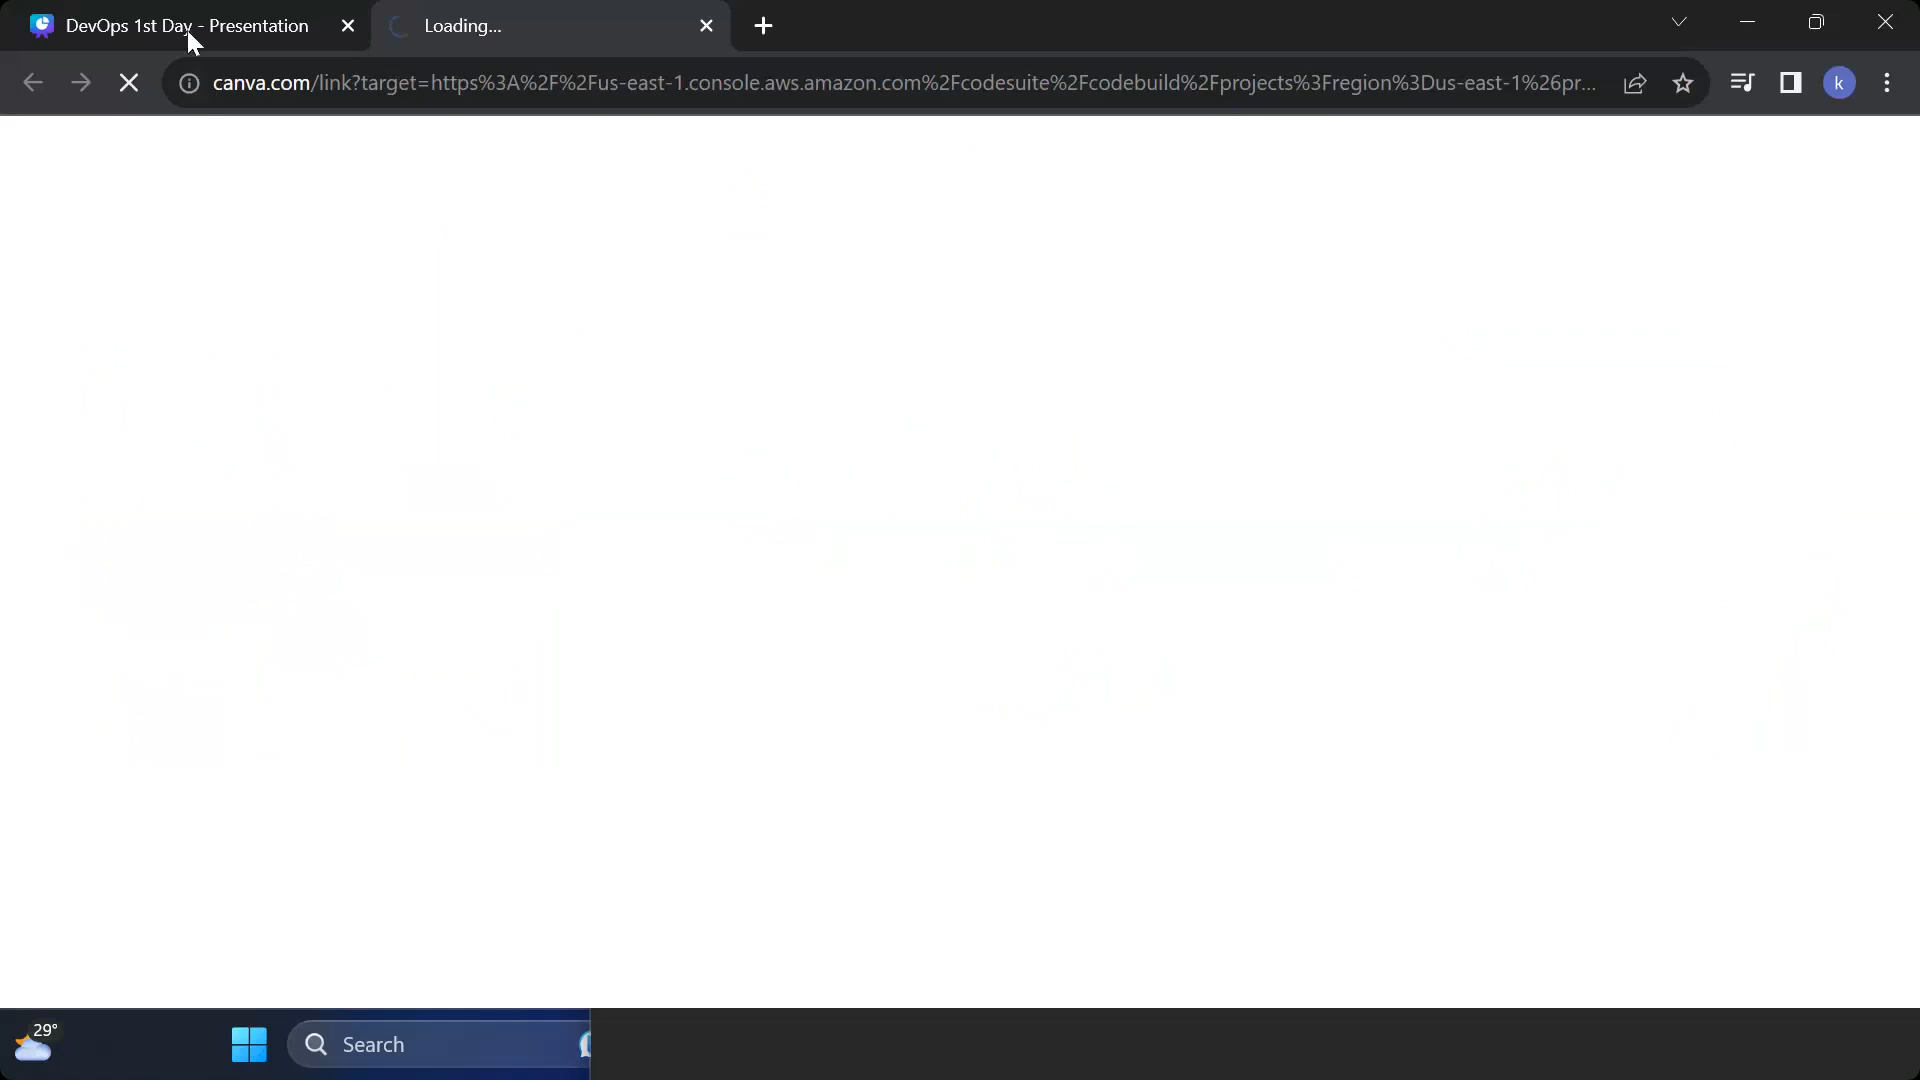 DevOps 1st Day - Presentation
Loading...
canva.com/link?target=https%3A%2F%2Fus-east-1.console.aws.amazon.com%2Fcodesuite%2Fcodebuild%2Fprojects%3Fregion%3Dus-east-1%26pr...
k
29°
Search